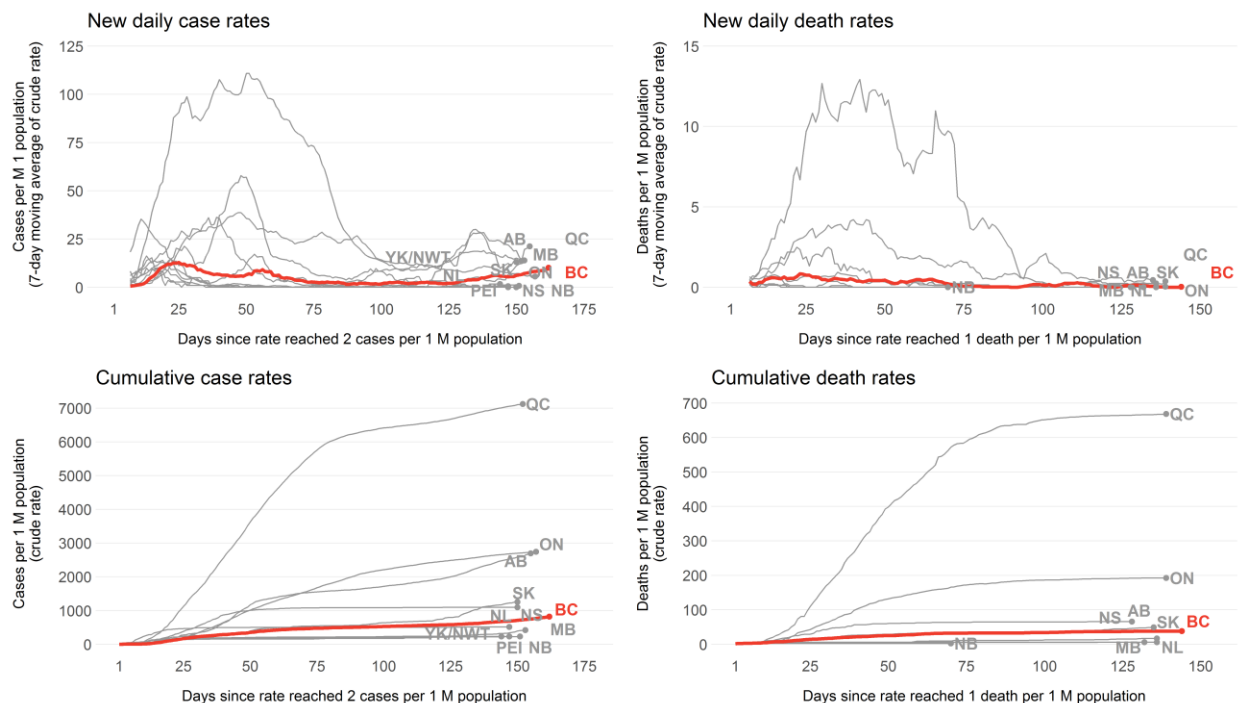 New daily case rates
Cases per M 1 population
(7-day moving average of crude rate)
125
100
75
50
25
0
AB
QC
YK/NWT
MB
SK
ON
NL
BC
PEI
NS
NB
1
25
50
75
100
125
150
175
Days since rate reached 2 cases per 1 M population
New daily death rates
Deaths per 1 M population
(7-day moving average of crude rate)
15
10
5
0
QC
NS
AB
SK
BC
NB
MB
NL
ON
1
25
50
75
100
125
150
175
Days since rate reached 1 death per 1 M population
Cumulative case rates
Cases per 1 M population
(crude rate)
7000
6000
5000
4000
3000
2000
1000
0
QC
ON
AB
SK
BC
NL
NS
YK/NWT
MB
PEI
NB
1
25
50
75
100
125
150
175
Days since rate reached 2 cases per 1 M population
Cumulative death rates
Deaths per 1 M population
(crude rate)
700
600
500
400
300
200
100
0
QC
ON
AB
NS
SK
BC
NB
MB
NL
1
25
50
75
100
125
150
Days since rate reached 1 death per 1 M population